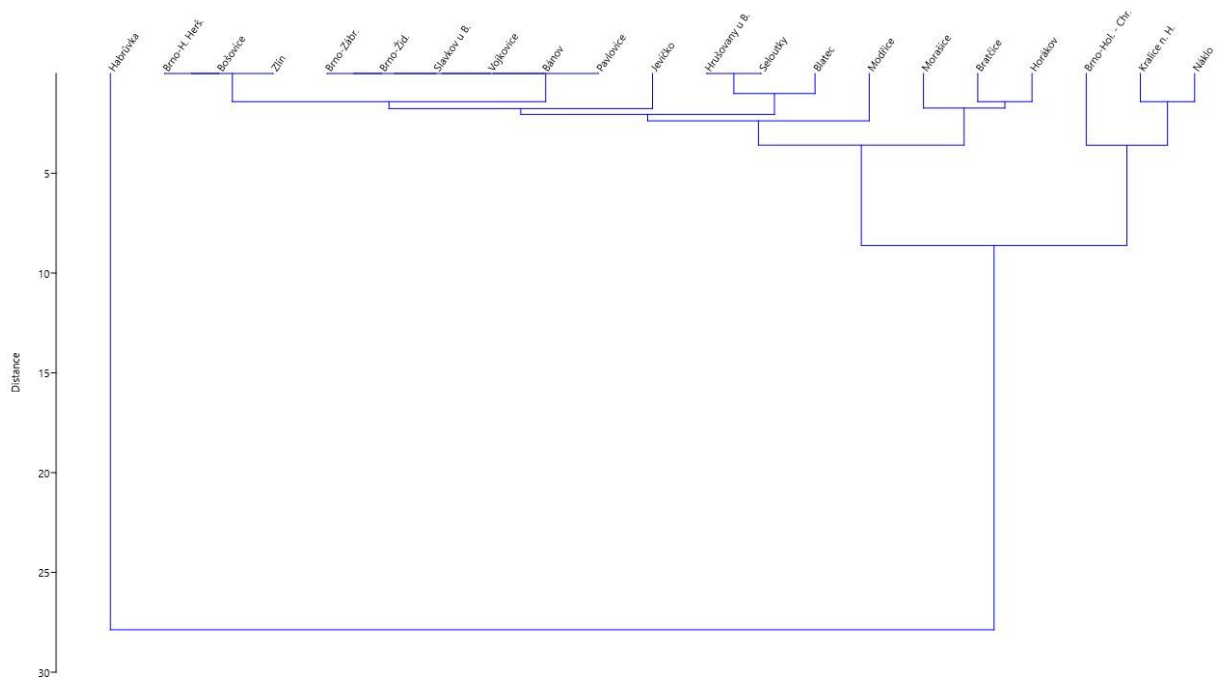 Habrůvka
Brno-H. Herš.
Bošovice
Zlín
Brno-Zábr.
Brno-Žid.
Slavkov u B.
Vojkovice
Bánov
Pavlovice
Jevíčko
Hrušovany u B.
Seloutky
Blatec
Modřice
Morašice
Bratčice
Horákov
Brno-Hol. - Chr.
Kralice n. H.
Náklo
5
10
15
20
25
30
Distance